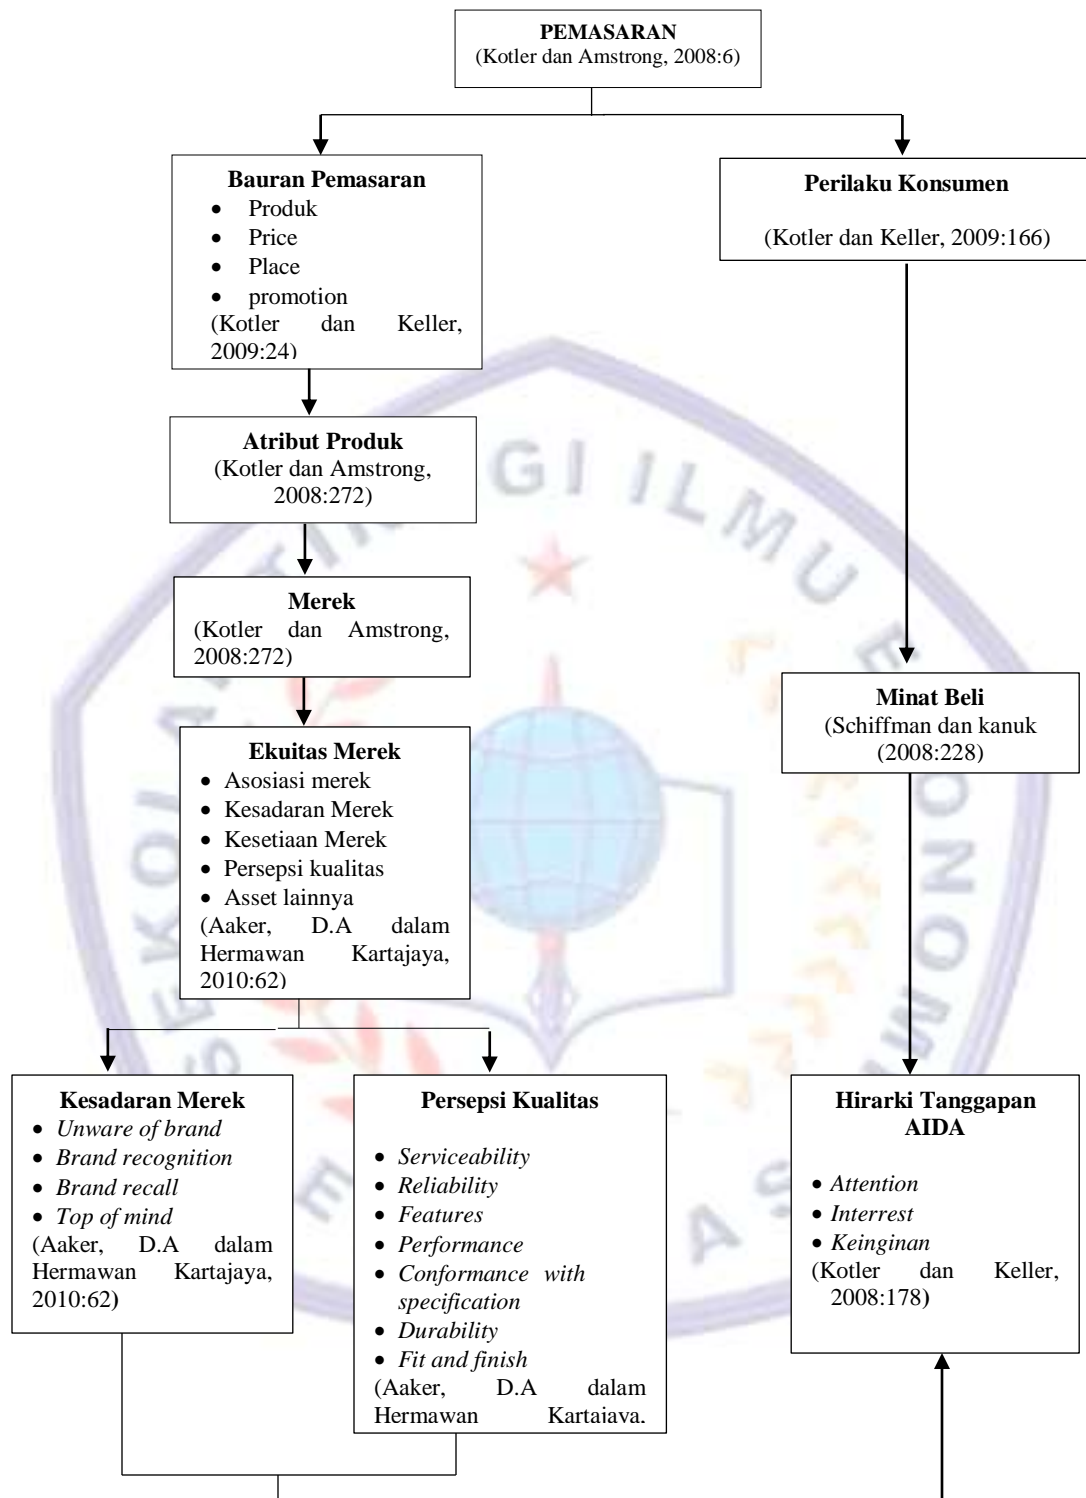 PEMASARAN
(Kotler dan Amstrong, 2008:6)
Bauran Pemasaran
• Produk
• Price
• Place
• promotion
(Kotler dan Keller,
2009:24)
Perilaku Konsumen
(Kotler dan Keller, 2009:166)
Atribut Produk
(Kotler dan Amstrong,
2008:272)
Merek
(Kotler dan Amstrong,
2008:272)
Ekuitas Merek
• Asosiasi merek
• Kesadaran Merek
• Kesetiaan Merek
• Persepsi kualitas
• Asset lainnya
(Aaker, D.A dalam
Hermawan Kartajaya,
2010:62)
Minat Beli
(Schiffman dan kanuk
(2008:228)
Kesadaran Merek
• Unware of brand
• Brand recognition
• Brand recall
• Top of mind
(Aaker, D.A dalam
Hermawan Kartajaya,
2010:62)
Persepsi Kualitas
• Serviceability
• Reliability
• Features
• Performance
• Conformance with
specification
• Durability
• Fit and finish
(Aaker, D.A dalam
Hermawan Kartajaya,
Hirarki Tanggapan
AIDA
• Attention
• Interrest
• Keinginan
(Kotler dan Keller,
2008:178)
SEKOLAH TINGGI ILMU EKONOMI